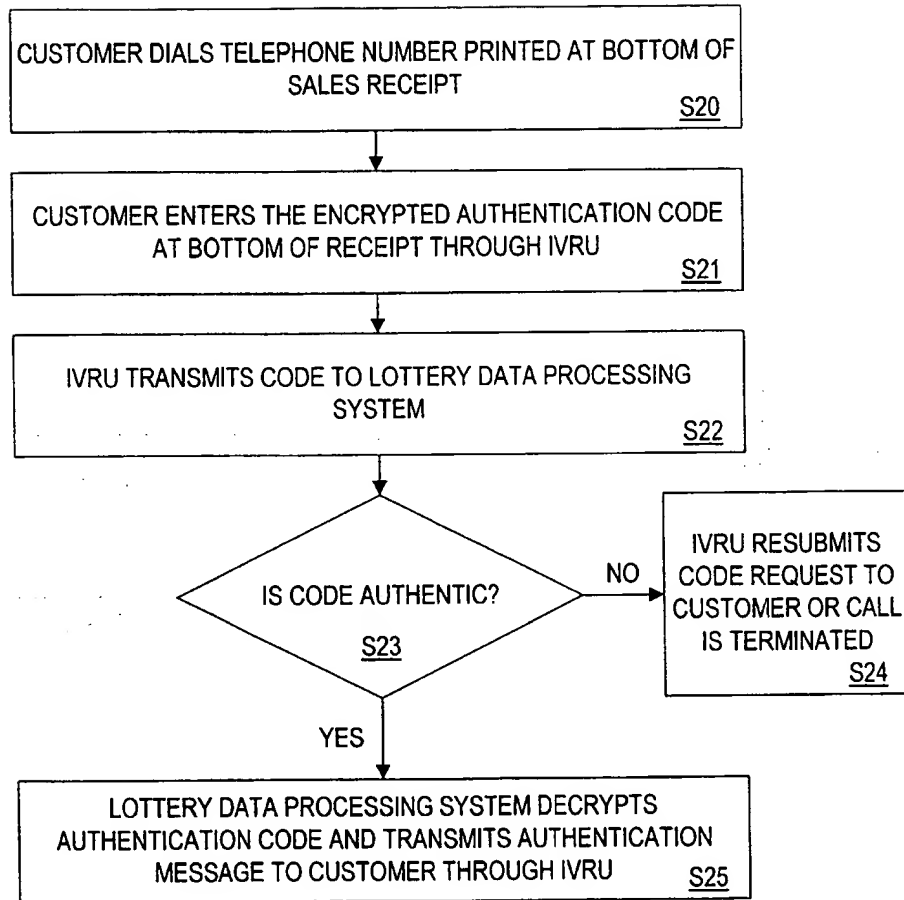 CUSTOMER DIALS TELEPHONE NUMBER PRINTED AT BOTTOM OF
SALES RECEIPT
S20
CUSTOMER ENTERS THE ENCRYPTED AUTHENTICATION CODE
AT BOTTOM OF RECEIPT THROUGH IVRU
S21
IVRU TRANSMITS CODE TO LOTTERY DATA PROCESSING
SYSTEM
S22
IS CODE AUTHENTIC?
S23
NO
IVRU RESUBMITS
CODE REQUEST TO
CUSTOMER OR CALL
IS TERMINATED
S24
YES
LOTTERY DATA PROCESSING SYSTEM DECRYPTS
AUTHENTICATION CODE AND TRANSMITS AUTHENTICATION
MESSAGE TO CUSTOMER THROUGH IVRU
S25